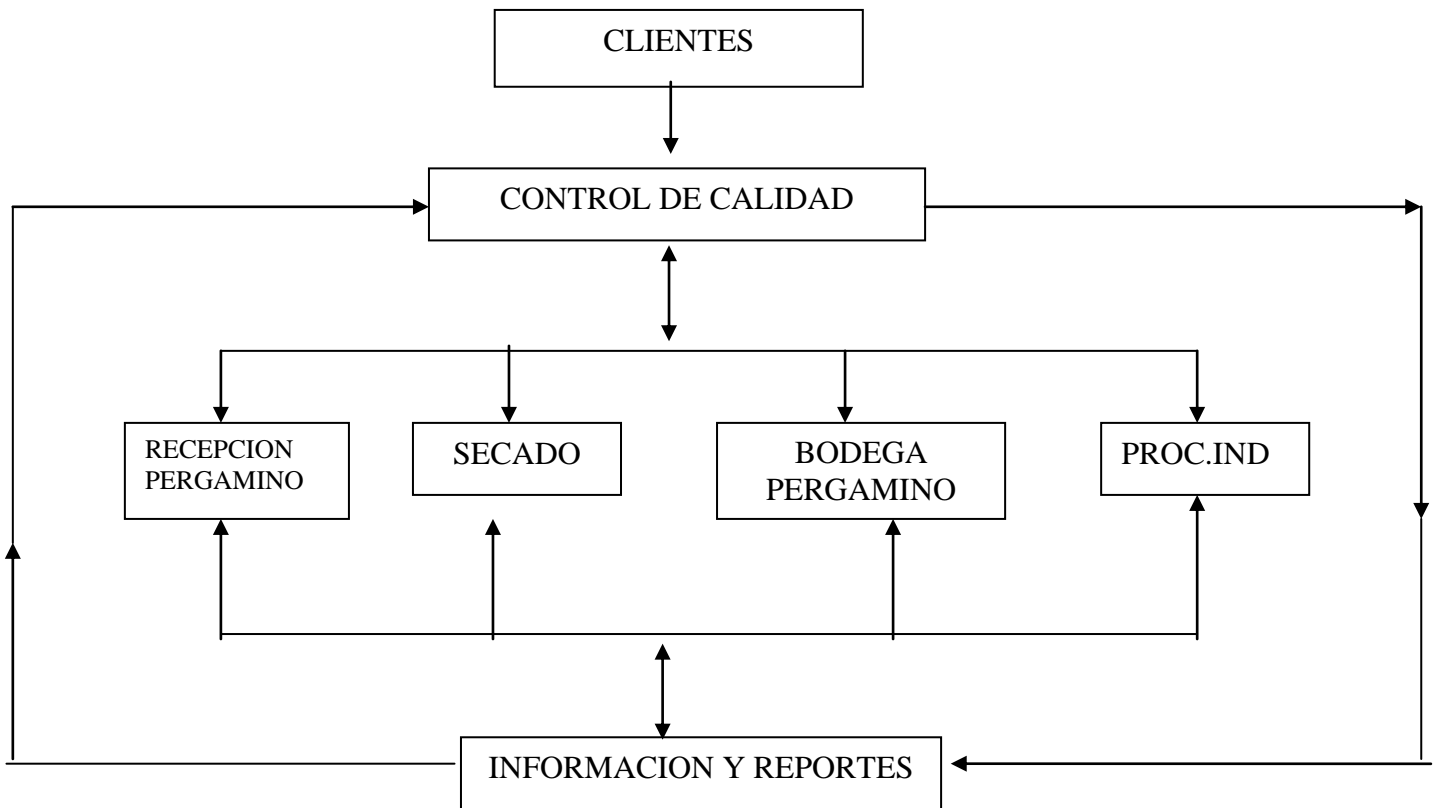 CLIENTES
CONTROL DE CALIDAD
RECEPCION
PERGAMINO
SECADO
BODEGA
PERGAMINO
PROC.IND
INFORMACION Y REPORTES